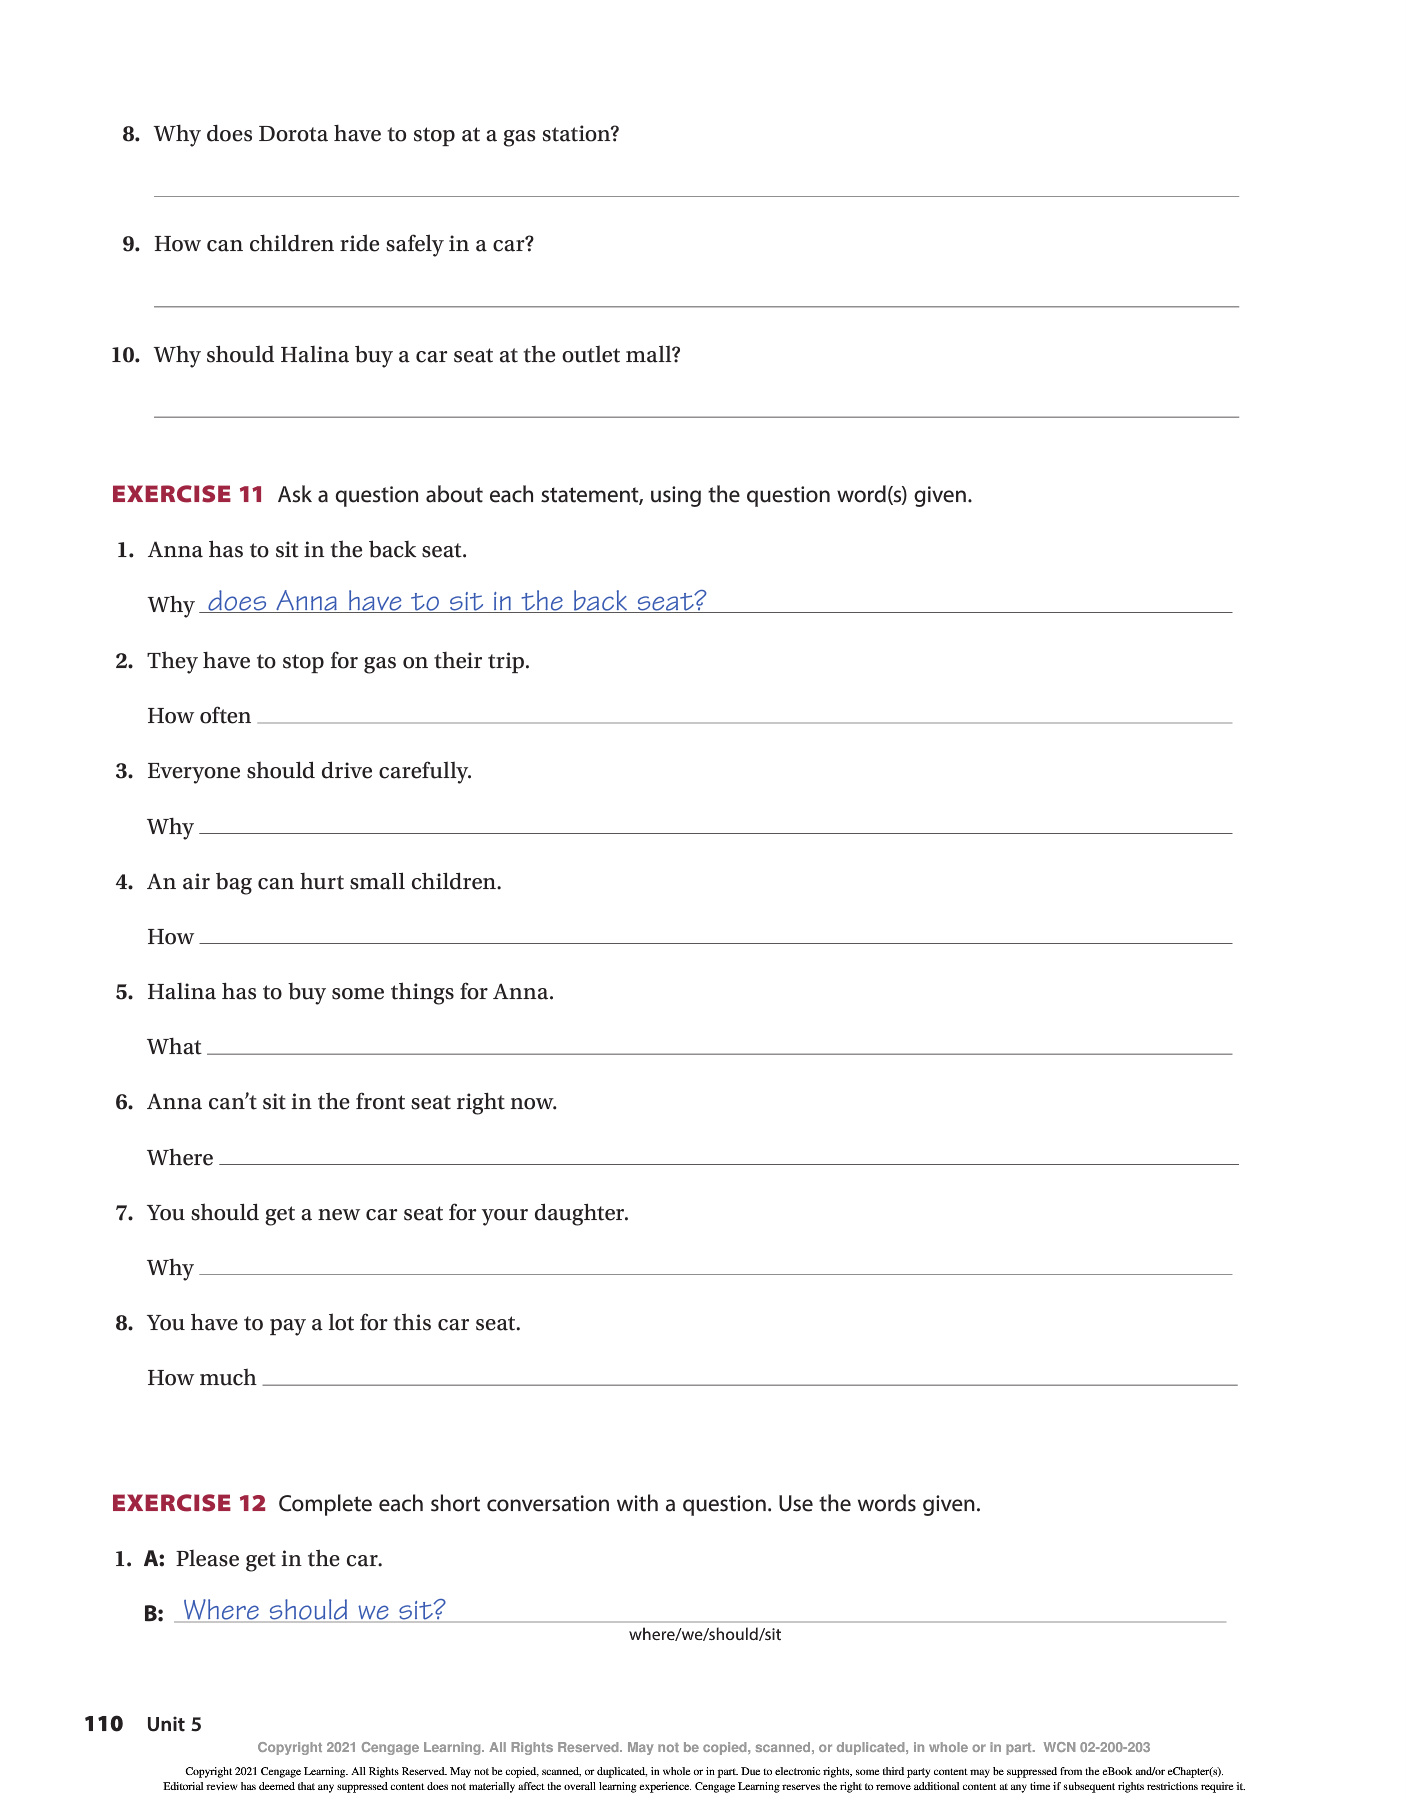 8. Why does Dorota have to stop at a gas station?
9. How can children ride safely in a car?
10. Why should Halina buy a car seat at the outlet mall?
EXERCISE 11 Ask a question about each statement, using the question word(s) given.
1. Anna has to sit in the back seat.
Why does Anna have to sit in the back seat?
2. They have to stop for gas on their trip.
How often
3. Everyone should drive carefully.
Why
4. An air bag can hurt small children.
How
5. Halina has to buy some things for Anna.
What
6. Anna can’t sit in the front seat right now.
Where
7. You should get a new car seat for your daughter.
Why
8. You have to pay a lot for this car seat.
How much
EXERCISE 12 Complete each short conversation with a question. Use the words given.
1. A: Please get in the car.
B: Where should we sit?
where/we/should/sit
110 Unit 5
Copyright 2021 Cengage Learning. All Rights Reserved. May not be copied, scanned, or duplicated, in whole or in part. WCN 02-200-203
Copyright 2021 Cengage Learning. All Rights Reserved. May not be copied, scanned, or duplicated, in whole or in part. Due to electronic rights, some third party content may be suppressed from the eBook and/or eChapter(s).
Editorial review has deemed that any suppressed content does not materially affect the overall learning experience. Cengage Learning reserves the right to remove additional content at any time if subsequent rights restrictions require it.